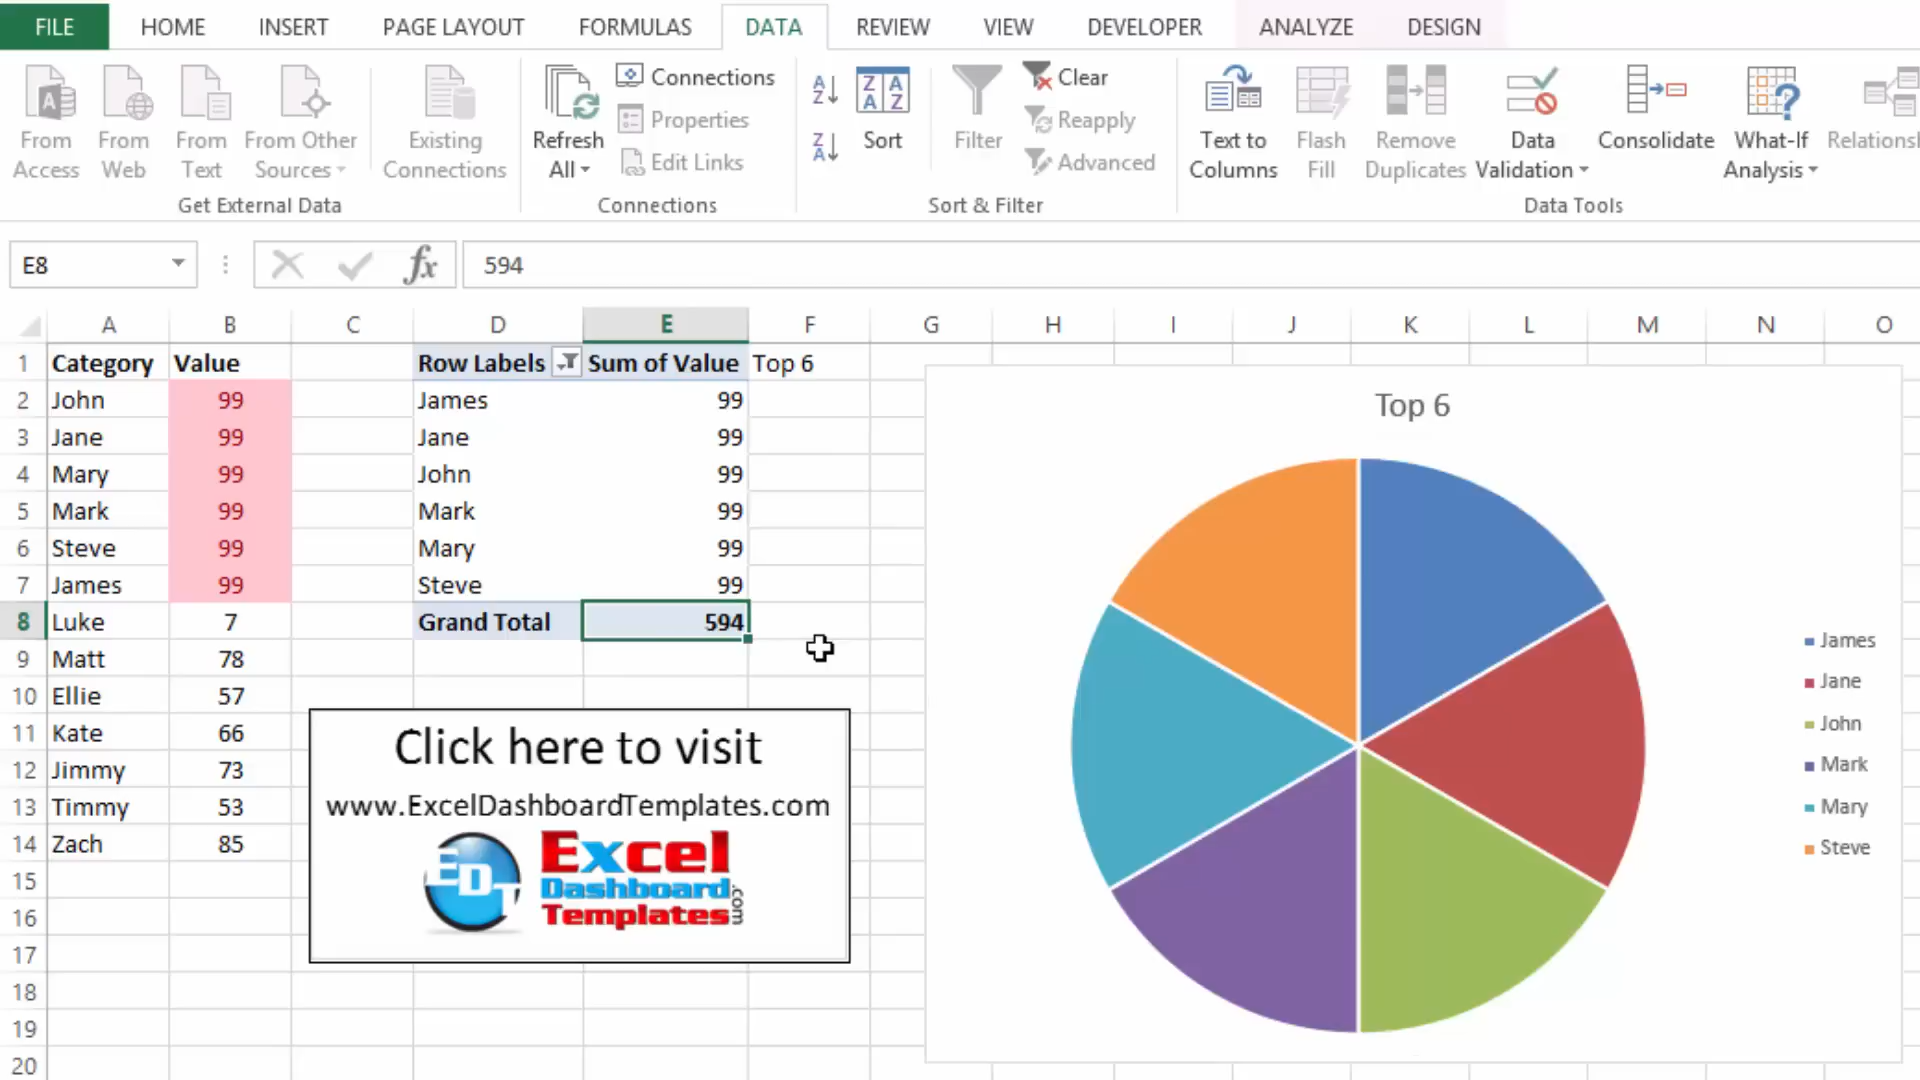 FILE HOME INSERT PAGE LAYOUT FORMULAS DATA REVIEW VIEW DEVELOPER ANALYZE DESIGN
From Access
From Web
From Text
From Other Sources
Existing Connections
Get External Data
Refresh All
Connections
Properties
Edit Links
Connections
Sort
Filter
Clear
Reapply
Advanced
Sort & Filter
Text to Columns
Flash Fill
Remove Duplicates
Data Validation
Consolidate
What-If Analysis
Data Tools
E8 fx 594
A B C D E F G H I J K L M N O
1 Category Value Row Labels Sum of Value Top 6
2 John 99 James 99
3 Jane 99 Jane 99
4 Mary 99 John 99
5 Mark 99 Mark 99
6 Steve 99 Mary 99
7 James 99 Steve 99
8 Luke 7 Grand Total 594
9 Matt 78
10 Ellie 57
11 Kate 66
12 Jimmy 73
13 Timmy 53
14 Zach 85
15
16
17
18
19
20
Click here to visit
www.ExcelDashboardTemplates.com
EDT
Excel
Dashboard
Templates
.com
Top 6
James
Jane
John
Mark
Mary
Steve